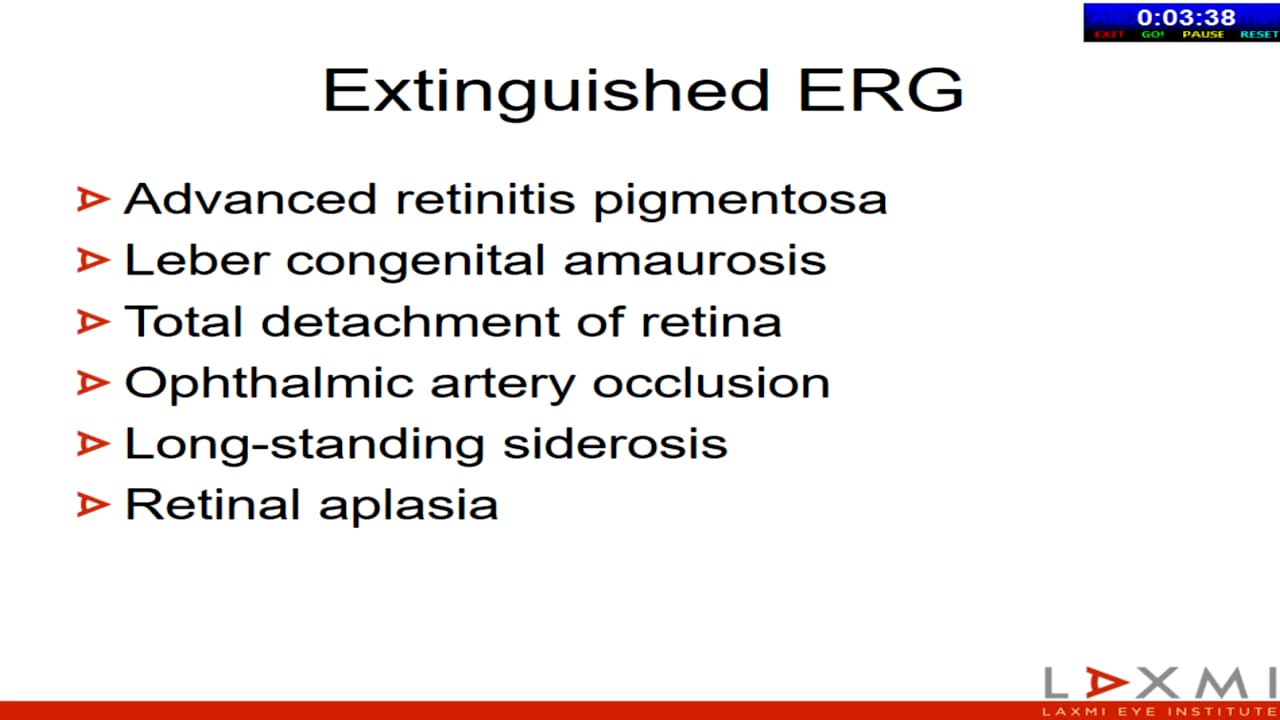 0:03:38
EXIT GO! PAUSE RESET
Extinguished ERG
Advanced retinitis pigmentosa
Leber congenital amaurosis
Total detachment of retina
Ophthalmic artery occlusion
Long-standing siderosis
Retinal aplasia
LAXMI
LAXMI EYE INSTITUTE